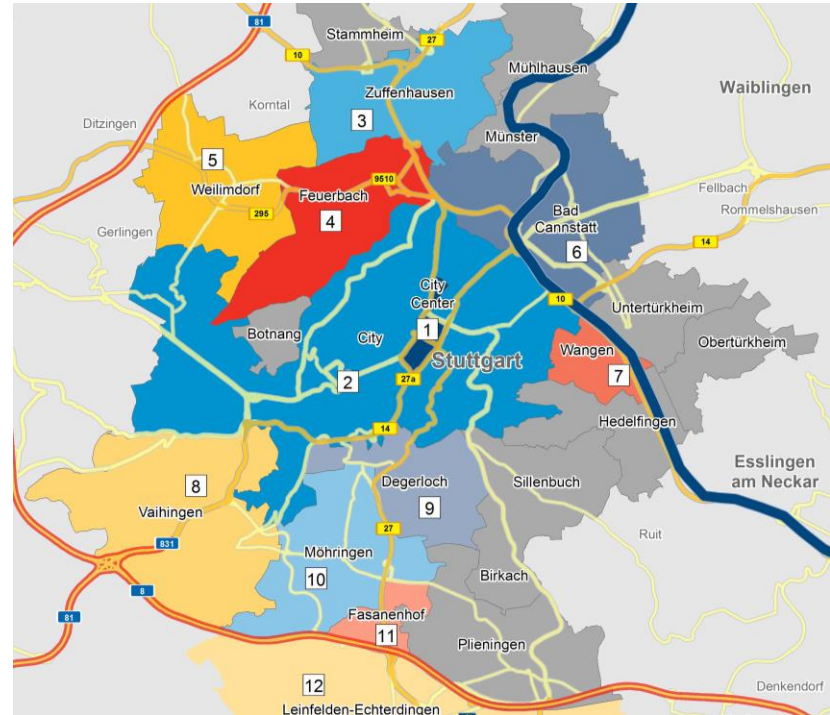 81
27
Stammheim
10
Mühlhausen
Waiblingen
Zuffenhausen
Korntal
3
Ditzingen
Münster
5
9510
Weilimdorf
Feuerbach
Fellbach
295
4
Bad
Cannstatt
Rommelshausen
Gerlingen
14
6
City
Center
10
Untertürkheim
Botnang
City
1
Obertürkheim
Wangen
Stuttgart
7
2
27a
Hedelfingen
14
Esslingen
am Neckar
8
Degerloch
Sillenbuch
Vaihingen
9
27
Ruit
831
Möhringen
10
Birkach
8
81
Fasanenhof
11
Plieningen
12
Denkendorf
Leinfelden-Echterdingen